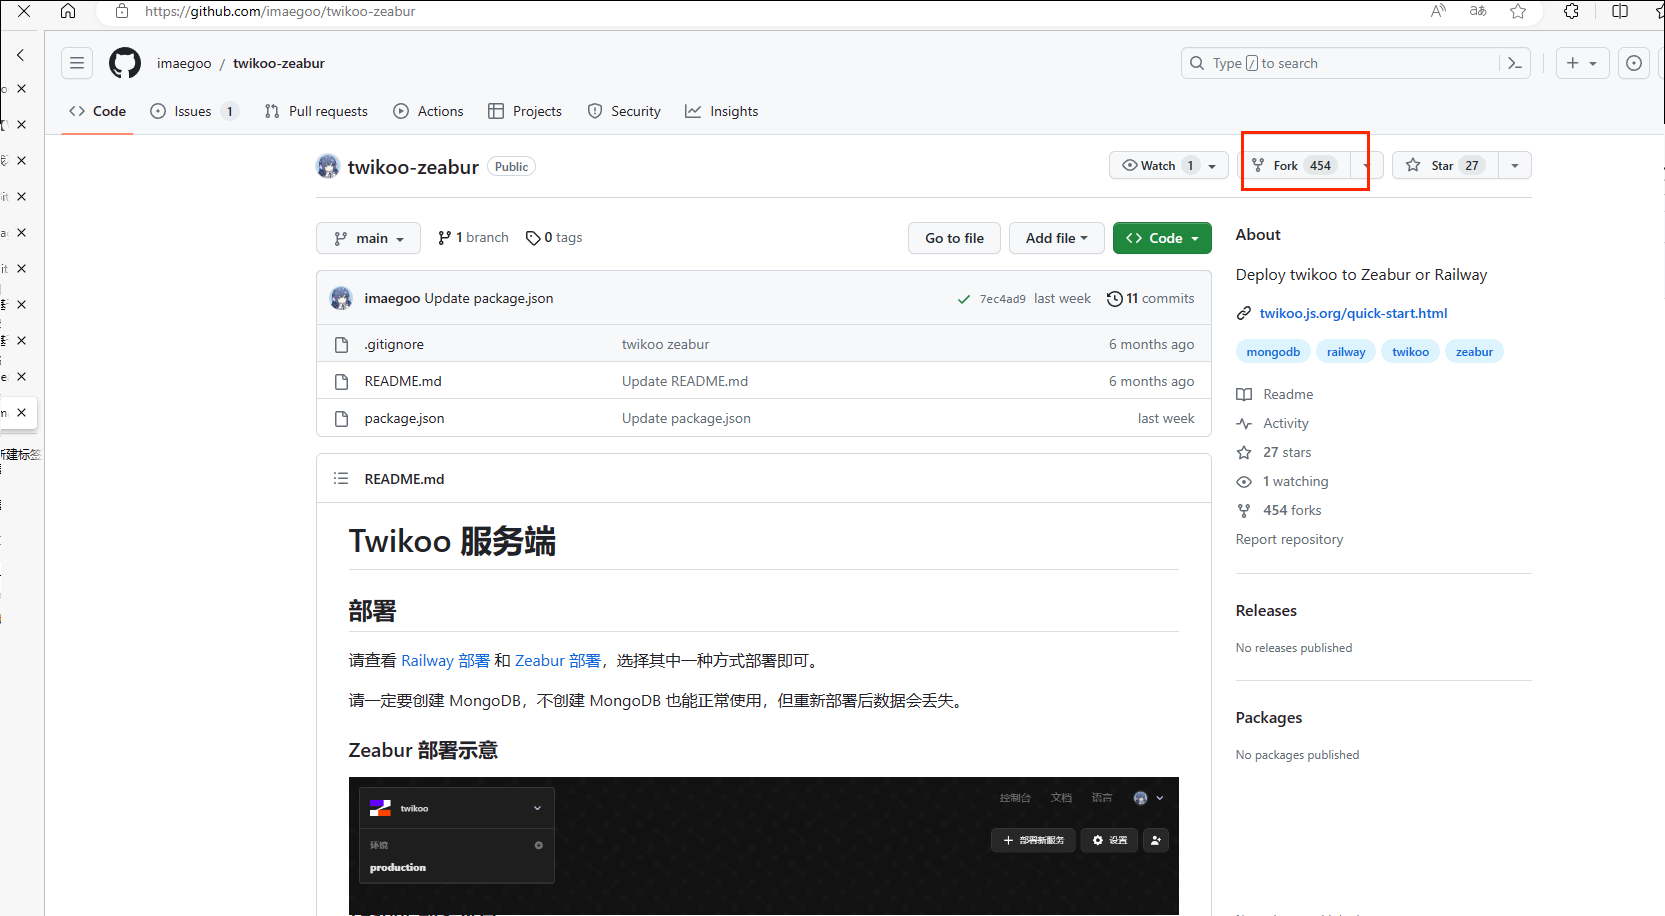 https://github.com/imaegoo/twikoo-zeabur
imaegoo / twikoo-zeabur
Type / to search
Code Issues 1 Pull requests Actions Projects Security Insights
twikoo-zeabur Public
Watch 1 Fork 454 Star 27
main 1 branch 0 tags
Go to file Add file Code
imaegoo Update package.json 7ec4ad9 last week 11 commits
.gitignore twikoo zeabur 6 months ago
README.md Update README.md 6 months ago
package.json Update package.json last week
README.md
Twikoo 服务端
部署
请查看 Railway 部署 和 Zeabur 部署，选择其中一种方式部署即可。
请一定要创建 MongoDB，不创建 MongoDB 也能正常使用，但重新部署后数据会丢失。
Zeabur 部署示意
twikoo
环境
production
控制台 文档 语言
部署新服务 设置
About
Deploy twikoo to Zeabur or Railway
twikoo.js.org/quick-start.html
mongodb railway twikoo zeabur
Readme
Activity
27 stars
1 watching
454 forks
Report repository
Releases
No releases published
Packages
No packages published
新建标签